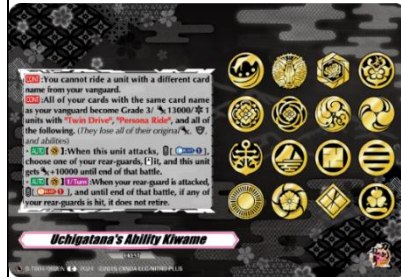 CONT:You cannot ride a unit with a different card
name from your vanguard.
CONT:All of your cards with the same card name
as your vanguard become Grade 3/ 13000/ 1
units with "Twin Drive", "Persona Ride", and all of
the following. (They lose all of their original , ,
and abilities)
• AUTO[ ]:When this unit attacks, [ ],
choose one of your rear-guards, it, and this unit
gets +10000 until end of that battle.
• AUTO[ ] 1/Turn:When your rear-guard is attacked,
[ ], and until end of that battle, if any of
your rear-guards is hit, it does not retire.
Uchigatana's Ability Kiwame